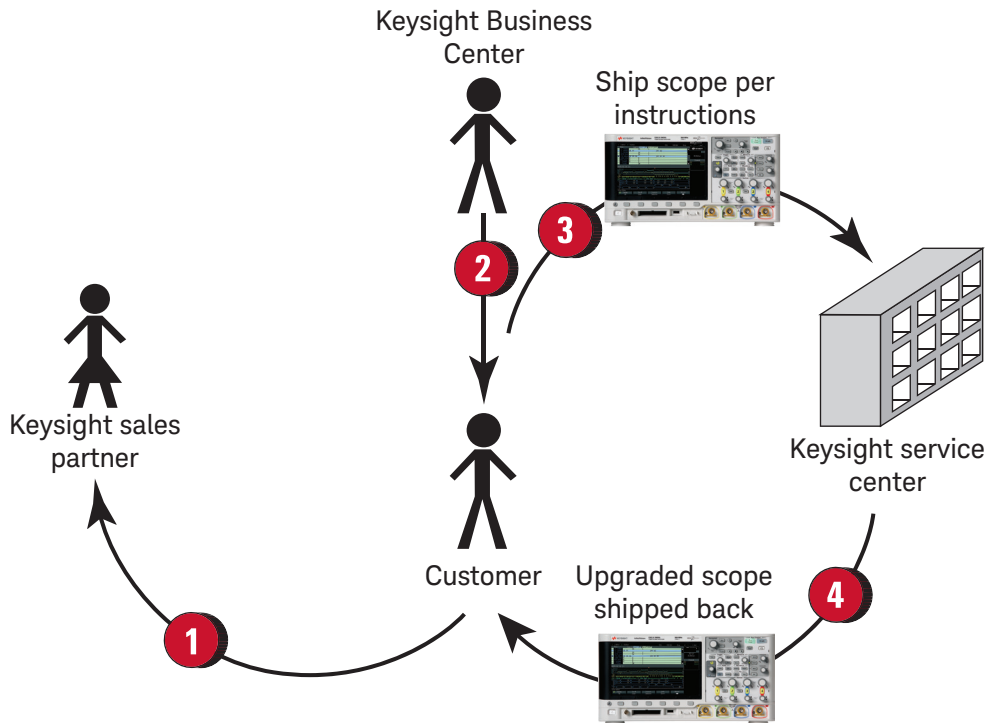 Keysight Business
Center
Ship scope per
instructions
3
2
Keysight sales
partner
Keysight service
center
Customer
Upgraded scope
shipped back
4
1